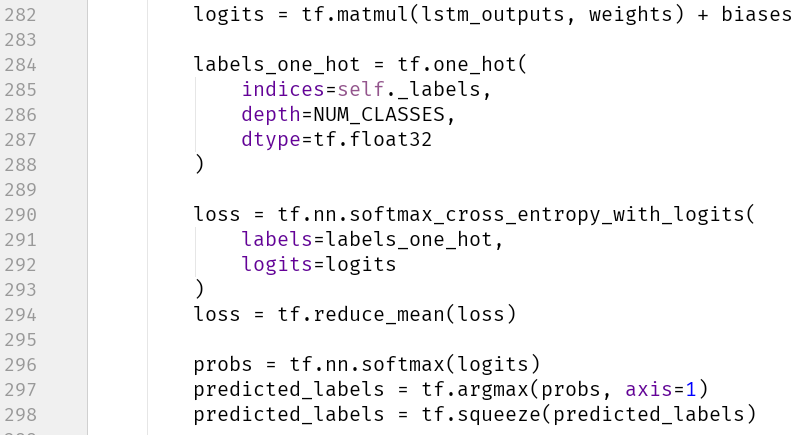 282 logits = tf.matmul(lstm_outputs, weights) + biases
283
284 labels_one_hot = tf.one_hot(
285     indices=self._labels,
286     depth=NUM_CLASSES,
287     dtype=tf.float32
288 )
289
290 loss = tf.nn.softmax_cross_entropy_with_logits(
291     labels=labels_one_hot,
292     logits=logits
293 )
294 loss = tf.reduce_mean(loss)
295
296 probs = tf.nn.softmax(logits)
297 predicted_labels = tf.argmax(probs, axis=1)
298 predicted_labels = tf.squeeze(predicted_labels)